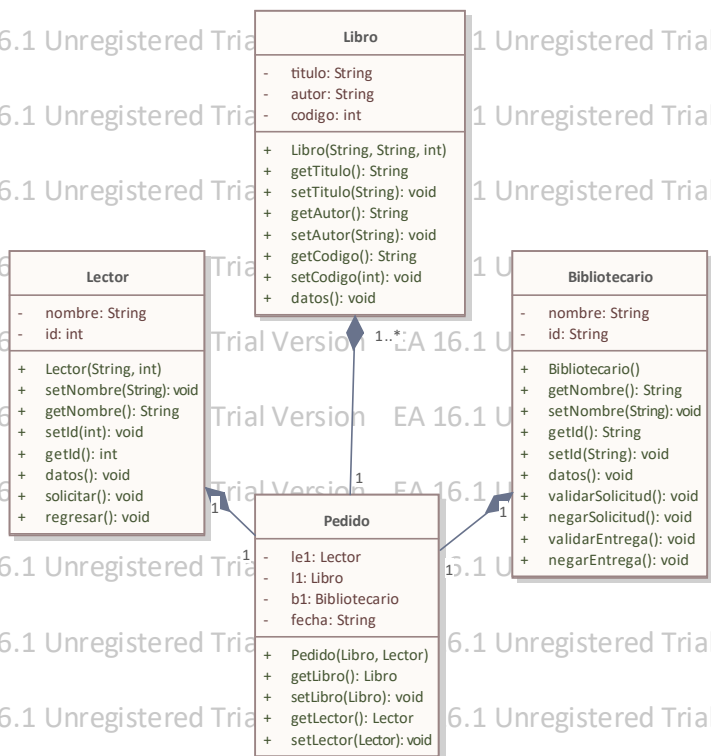 EA 16.1 Unregistered Trial Version
Libro
- titulo: String
- autor: String
- codigo: int
+ Libro(String, String, int)
+ getTitulo(): String
+ setTitulo(String): void
+ getAutor(): String
+ setAutor(String): void
+ getCodigo(): String
+ setCodigo(int): void
+ datos(): void
Lector
- nombre: String
- id: int
+ Lector(String, int)
+ setNombre(String): void
+ getNombre(): String
+ setId(int): void
+ getId(): int
+ datos(): void
+ solicitar(): void
+ regresar(): void
Bibliotecario
- nombre: String
- id: String
+ Bibliotecario()
+ getNombre(): String
+ setNombre(String): void
+ getId(): String
+ setId(String): void
+ datos(): void
+ validarSolicitud(): void
+ negarSolicitud(): void
+ validarEntrega(): void
+ negarEntrega(): void
1..*
1
1
1
1
1
Pedido
- le1: Lector
- l1: Libro
- b1: Bibliotecario
- fecha: String
+ Pedido(Libro, Lector)
+ getLibro(): Libro
+ setLibro(Libro): void
+ getLector(): Lector
+ setLector(Lector): void